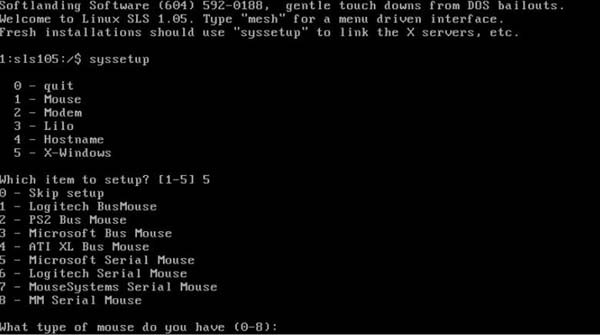 Softlanding Software (604) 592-0188,  gentle touch downs from DOS bailouts.
Welcome to Linux SLS 1.05. Type "mesh" for a menu driven interface.
Fresh installations should use "syssetup" to link the X servers, etc.
1:sls105:/$ syssetup
0 - quit
1 - Mouse
2 - Modem
3 - Lilo
4 - Hostname
5 - X-Windows
Which item to setup? [1-5] 5
0 - Skip setup
1 - Logitech BusMouse
2 - PS2 Bus Mouse
3 - Microsoft Bus Mouse
4 - ATI XL Bus Mouse
5 - Microsoft Serial Mouse
6 - Logitech Serial Mouse
7 - MouseSystems Serial Mouse
8 - MM Serial Mouse
What type of mouse do you have (0-8):